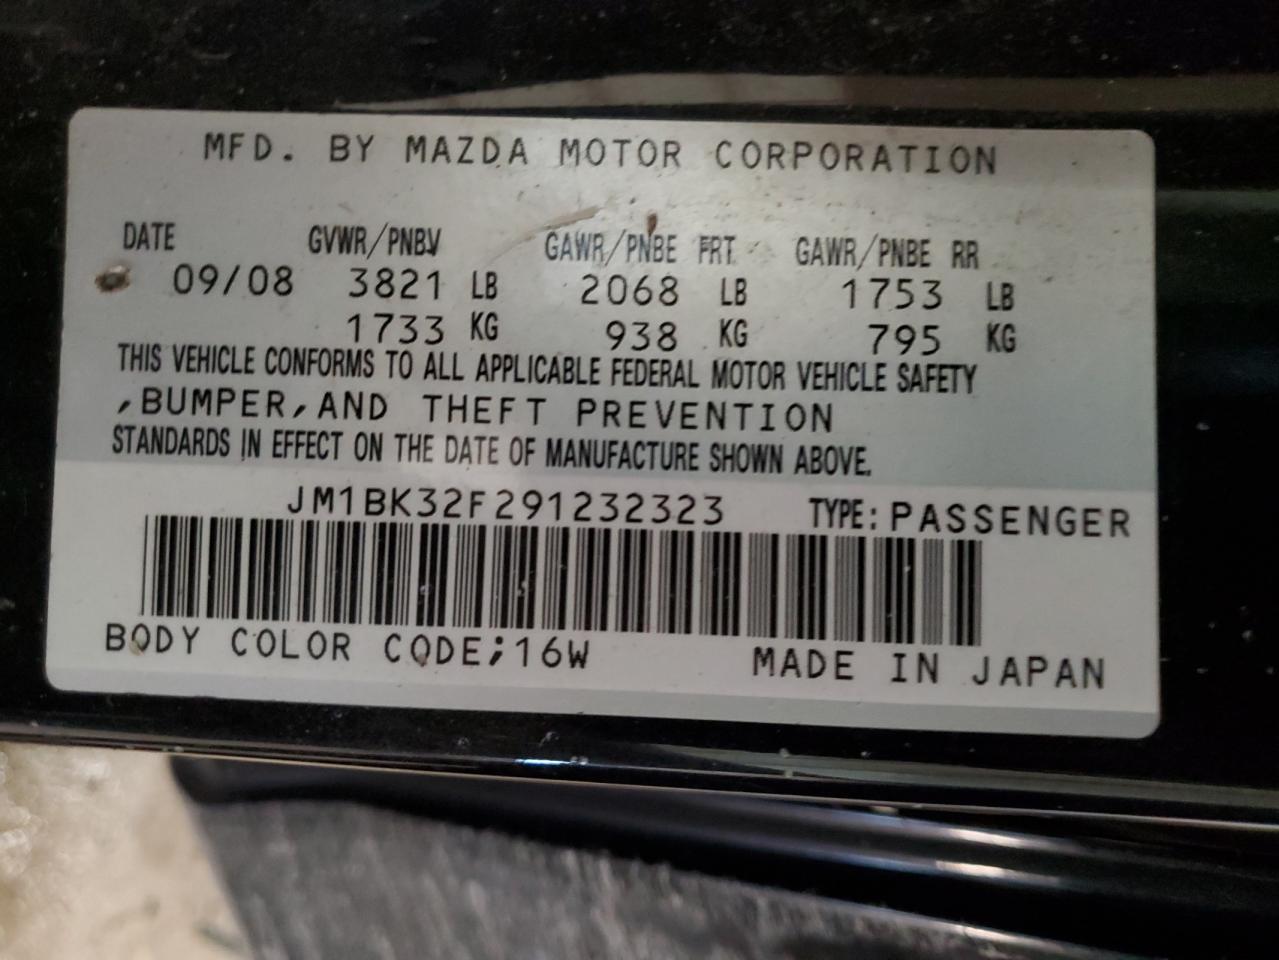 MFD. BY MAZDA MOTOR CORPORATION
DATE GVWR/PNBV GAWR/PNBE FRT GAWR/PNBE RR
09/08 3821 LB 2068 LB 1753 LB
1733 KG 938 KG 795 KG
THIS VEHICLE CONFORMS TO ALL APPLICABLE FEDERAL MOTOR VEHICLE SAFETY
,BUMPER,AND THEFT PREVENTION
STANDARDS IN EFFECT ON THE DATE OF MANUFACTURE SHOWN ABOVE.
JM1BK32F291232323 TYPE: PASSENGER
BODY COLOR CODE;16W MADE IN JAPAN